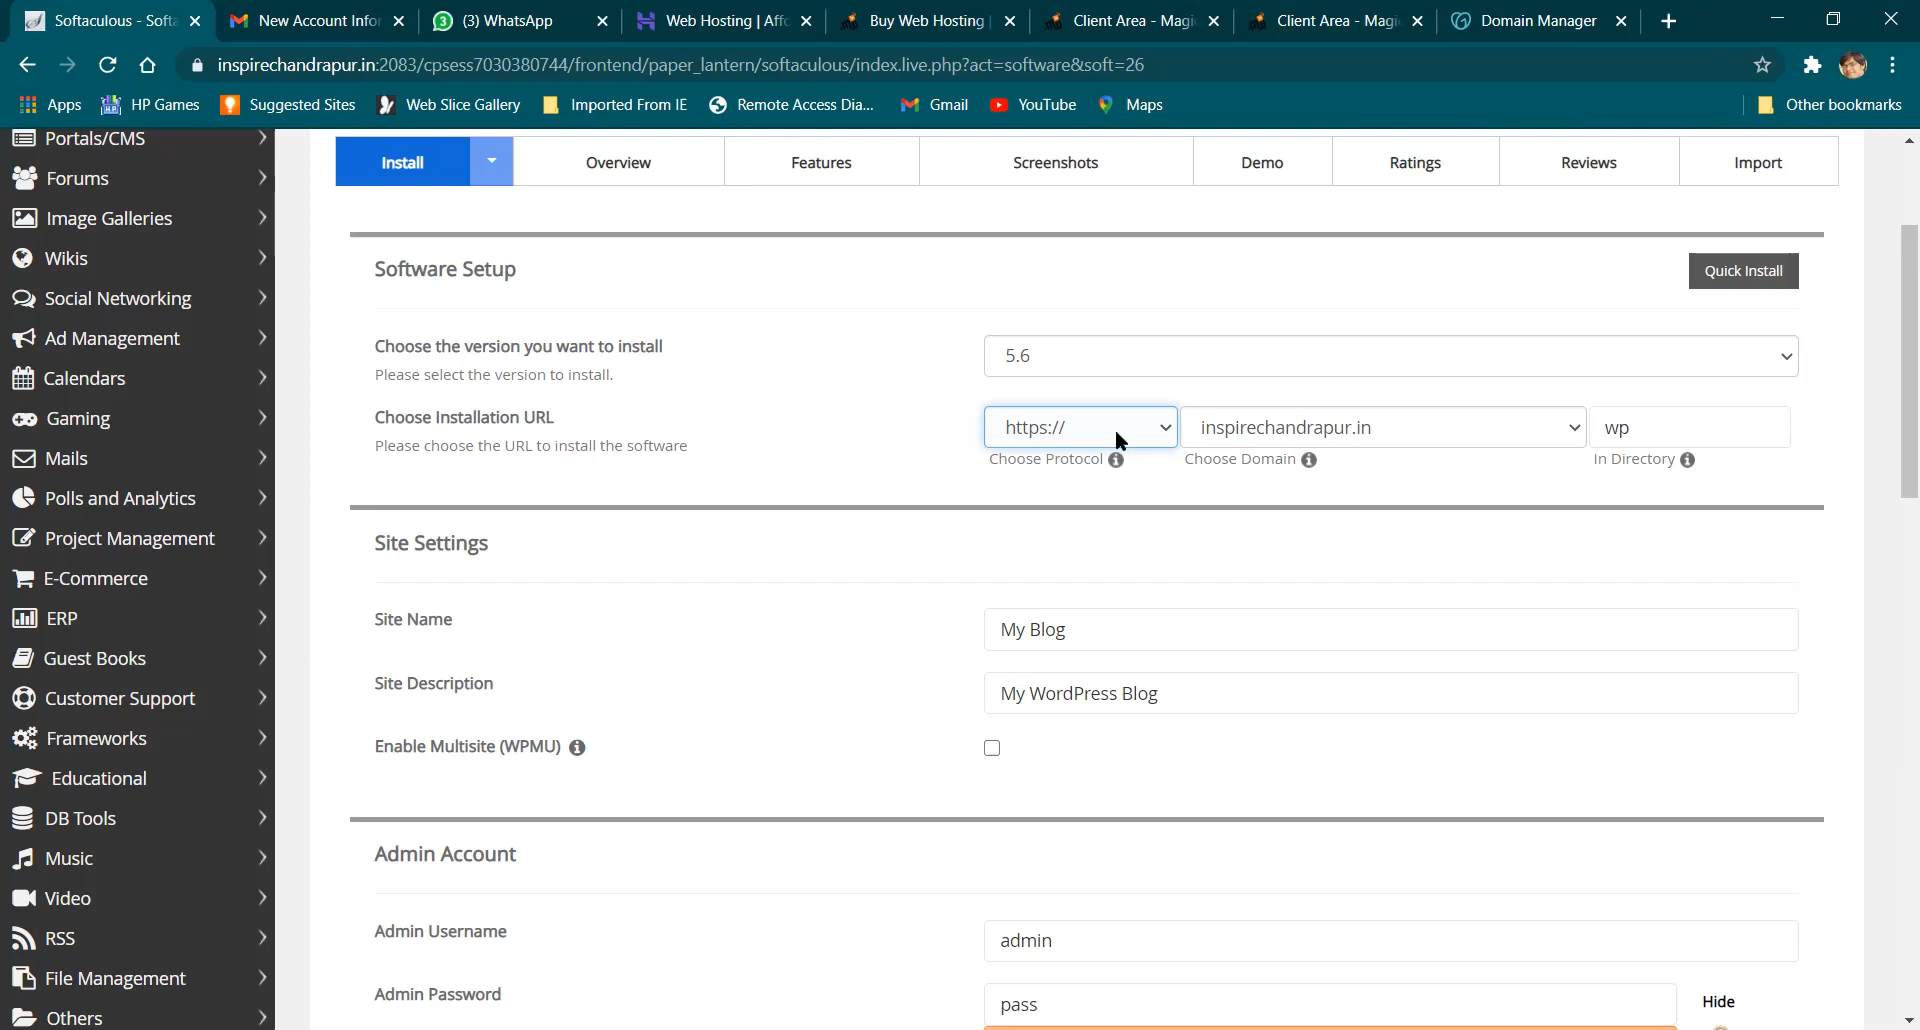 Softaculous - Softa
New Account Infor
(3) WhatsApp
Web Hosting | Affo
Buy Web Hosting |
Client Area - Magi
Client Area - Magi
Domain Manager
inspirechandrapur.in:2083/cpsess7030380744/frontend/paper_lantern/softaculous/index.live.php?act=software&soft=26
Apps
HP Games
Suggested Sites
Web Slice Gallery
Imported From IE
Remote Access Dia...
Gmail
YouTube
Maps
Other bookmarks
Portals/CMS
Forums
Image Galleries
Wikis
Social Networking
Ad Management
Calendars
Gaming
Mails
Polls and Analytics
Project Management
E-Commerce
ERP
Guest Books
Customer Support
Frameworks
Educational
DB Tools
Music
Video
RSS
File Management
Others
Install
Overview
Features
Screenshots
Demo
Ratings
Reviews
Import
Software Setup
Quick Install
Choose the version you want to install
Please select the version to install.
5.6
Choose Installation URL
Please choose the URL to install the software
https://
inspirechandrapur.in
wp
Choose Protocol
Choose Domain
In Directory
Site Settings
Site Name
My Blog
Site Description
My WordPress Blog
Enable Multisite (WPMU)
Admin Account
Admin Username
admin
Admin Password
pass
Hide